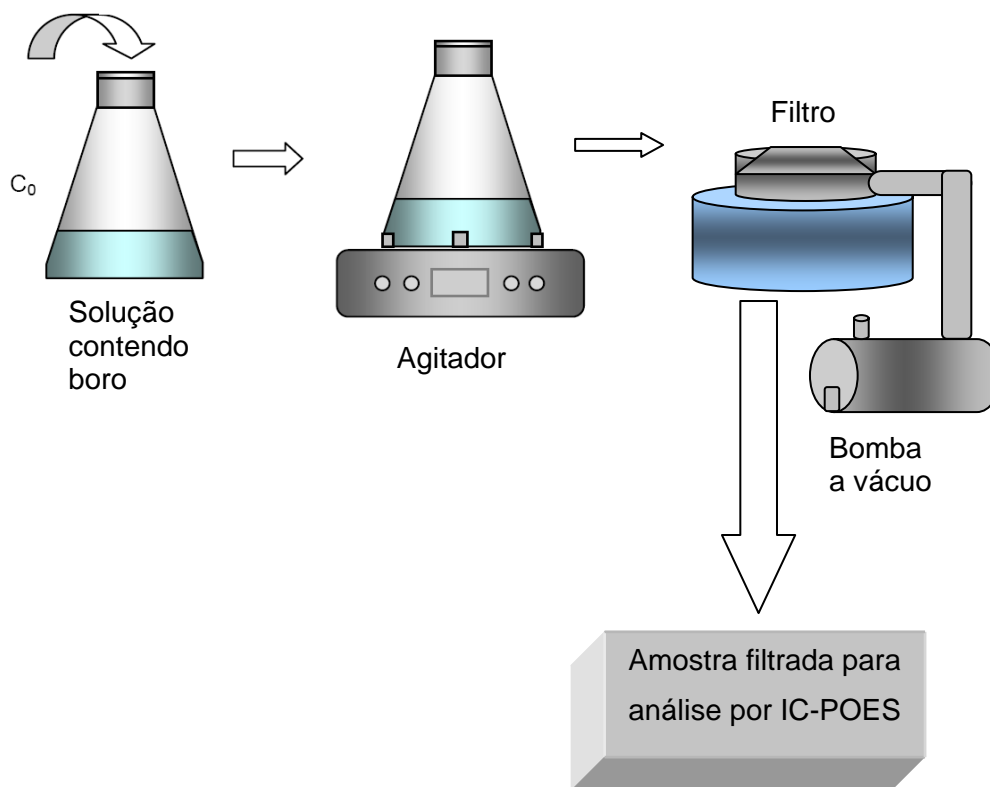 C₀
Solução
contendo
boro
Agitador
Filtro
Bomba
a vácuo
Amostra filtrada para
análise por IC-POES